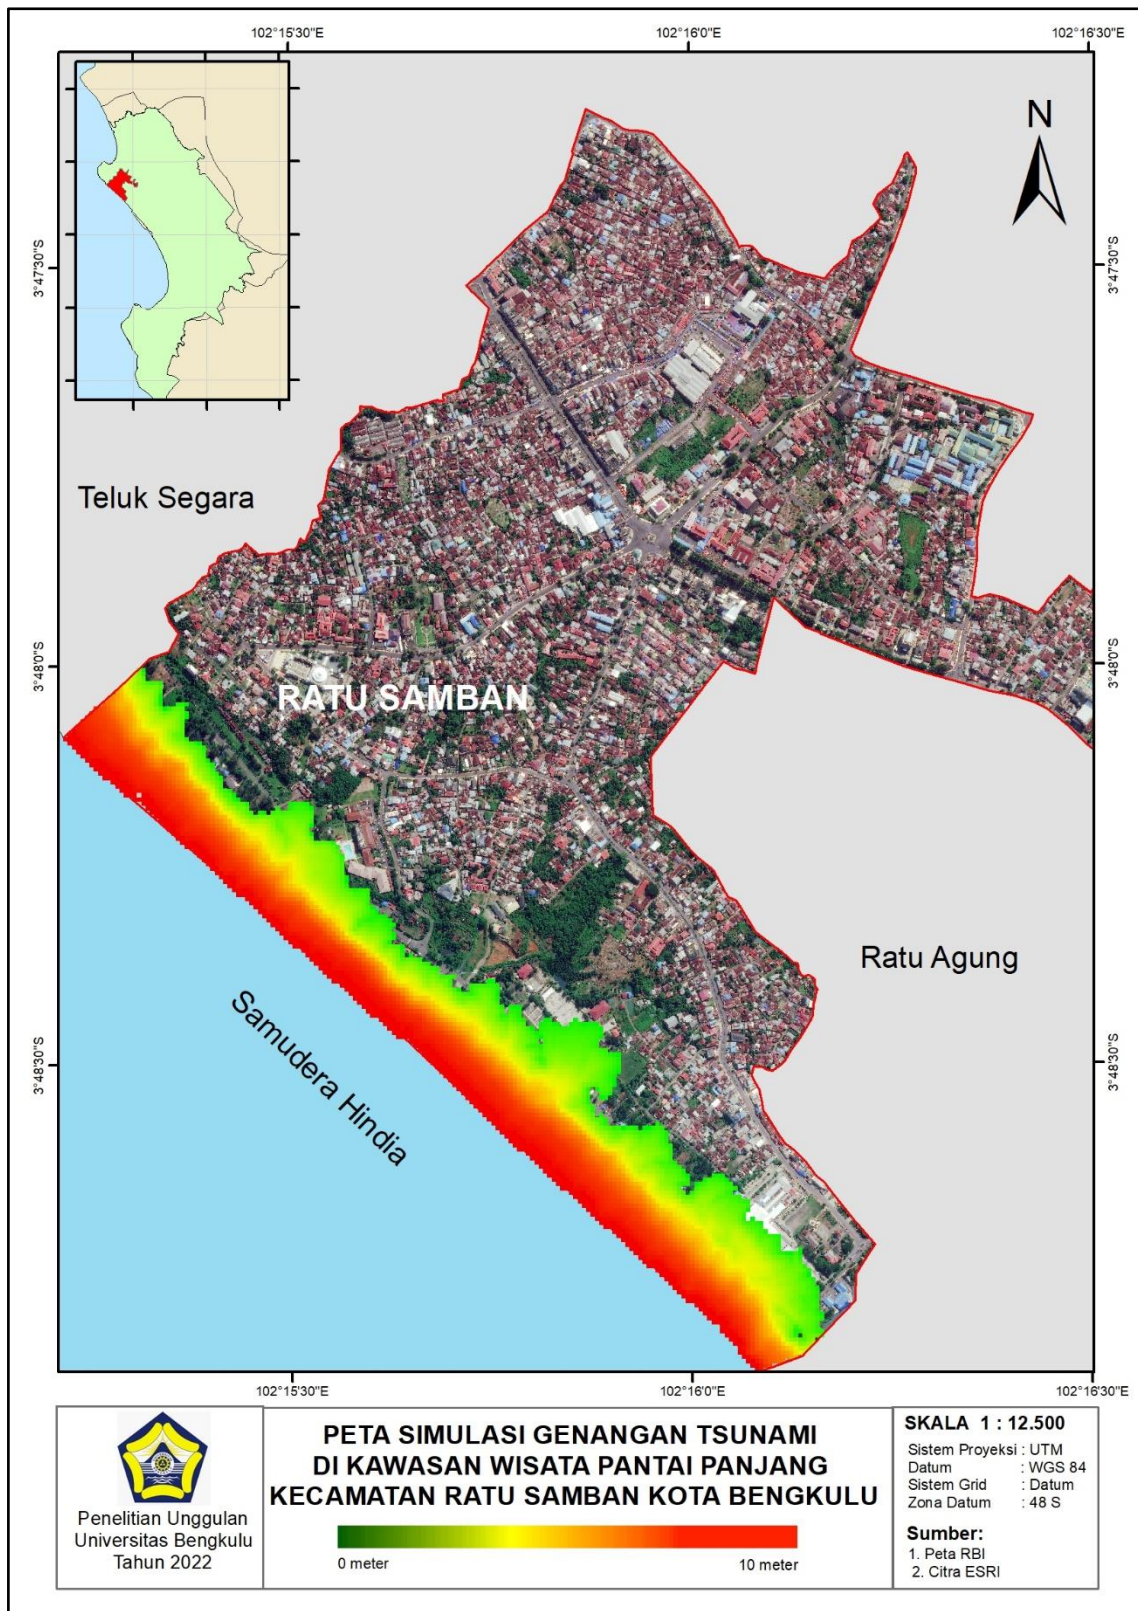 102°15'30"E
102°16'0"E
102°16'30"E
N
3°47'30"S
3°47'30"S
Teluk Segara
3°48'0"S
3°48'0"S
RATU SAMBAN
Ratu Agung
Samudera Hindia
3°48'30"S
3°48'30"S
102°15'30"E
102°16'0"E
102°16'30"E
Penelitian Unggulan
Universitas Bengkulu
Tahun 2022
PETA SIMULASI GENANGAN TSUNAMI
DI KAWASAN WISATA PANTAI PANJANG
KECAMATAN RATU SAMBAN KOTA BENGKULU
0 meter
10 meter
SKALA 1 : 12.500
Sistem Proyeksi : UTM
Datum : WGS 84
Sistem Grid : Datum
Zona Datum : 48 S
Sumber:
1. Peta RBI
2. Citra ESRI